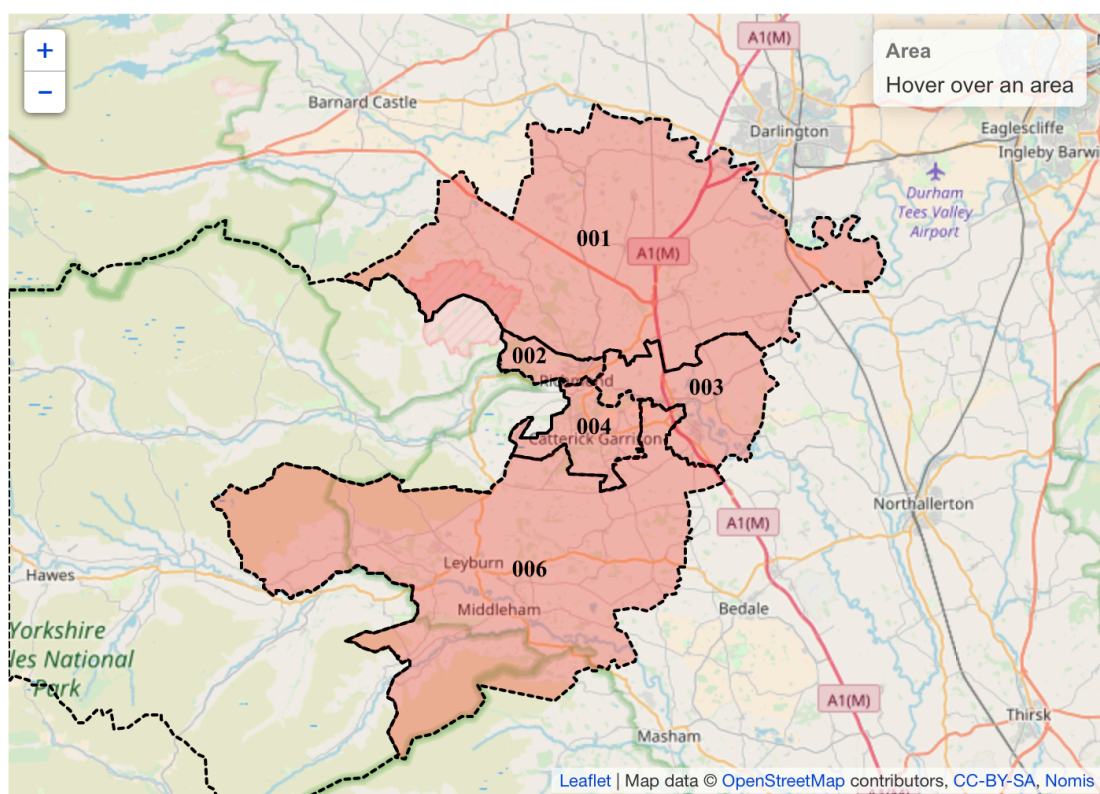 +
−
A1(M)
Area
Hover over an area
Barnard Castle
Darlington
Eaglescliffe
Ingleby Barwi
Durham
Tees Valley
Airport
001
A1(M)
002
Richmond
003
004
Catterick Garrison
Northallerton
A1(M)
Hawes
Leyburn
006
Middleham
Bedale
Yorkshire
les National
Park
A1(M)
Thirsk
Masham
Leaflet | Map data © OpenStreetMap contributors, CC-BY-SA, Nomis